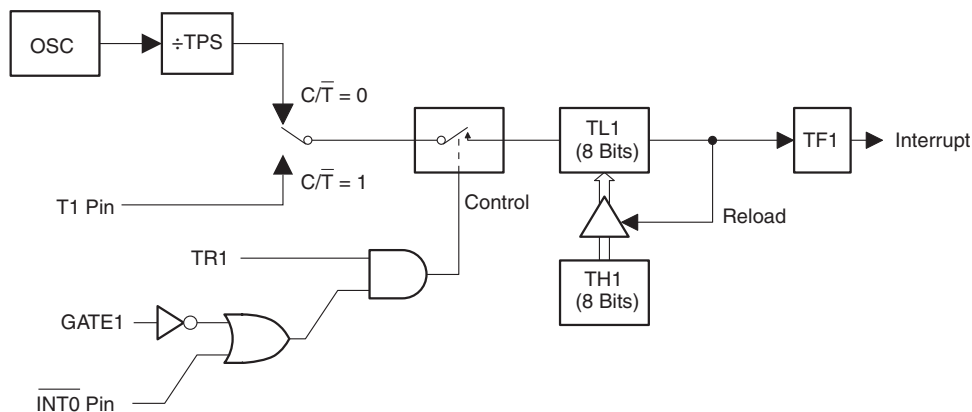 OSC
÷TPS
C/T̅ = 0
C/T̅ = 1
T1 Pin
TL1
(8 Bits)
TF1
Interrupt
Control
Reload
TR1
TH1
(8 Bits)
GATE1
I̅N̅T̅0̅ Pin